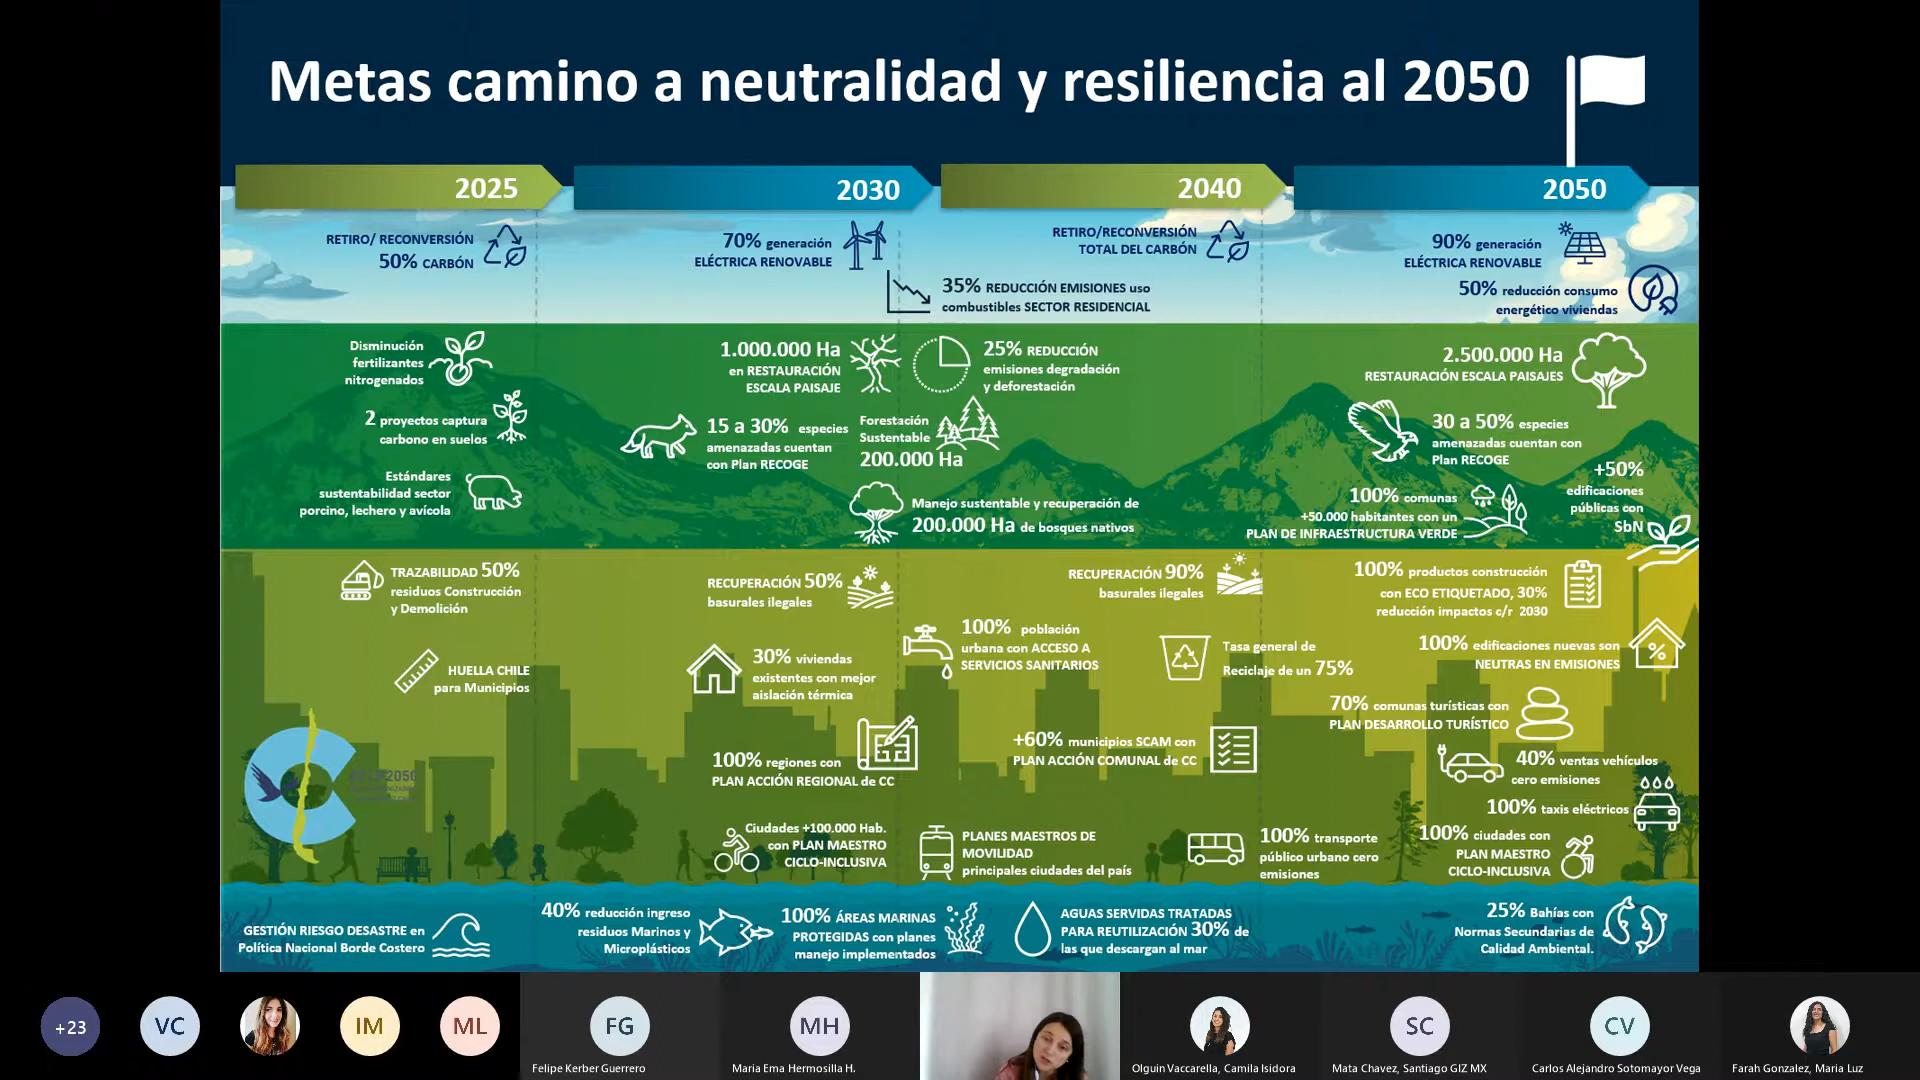 Metas camino a neutralidad y resiliencia al 2050
2025
2030
2040
2050
RETIRO/ RECONVERSIÓN
50% CARBÓN
70% generación
ELÉCTRICA RENOVABLE
RETIRO/RECONVERSIÓN
TOTAL DEL CARBÓN
90% generación
ELÉCTRICA RENOVABLE
35% REDUCCIÓN EMISIONES uso
combustibles SECTOR RESIDENCIAL
50% reducción consumo
energético viviendas
Disminución
fertilizantes
nitrogenados
1.000.000 Ha
en RESTAURACIÓN
ESCALA PAISAJE
25% REDUCCIÓN
emisiones degradación
y deforestación
2.500.000 Ha
RESTAURACIÓN ESCALA PAISAJES
2 proyectos captura
carbono en suelos
15 a 30% especies
amenazadas cuentan
con Plan RECOGE
Forestación
Sustentable
200.000 Ha
30 a 50% especies
amenazadas cuentan con
Plan RECOGE
Estándares
sustentabilidad sector
porcino, lechero y avícola
Manejo sustentable y recuperación de
200.000 Ha de bosques nativos
100% comunas
+50.000 habitantes con un
PLAN DE INFRAESTRUCTURA VERDE
+50%
edificaciones
públicas con
SbN
TRAZABILIDAD 50%
residuos Construcción
y Demolición
RECUPERACIÓN 50%
basurales ilegales
RECUPERACIÓN 90%
basurales ilegales
100% productos construcción
con ECO ETIQUETADO, 30%
reducción impactos c/r 2030
HUELLA CHILE
para Municipios
30% viviendas
existentes con mejor
aislación térmica
100% población
urbana con ACCESO A
SERVICIOS SANITARIOS
Tasa general de
Reciclaje de un 75%
100% edificaciones nuevas son
NEUTRAS EN EMISIONES
%
70% comunas turísticas con
PLAN DESARROLLO TURÍSTICO
100% regiones con
PLAN ACCIÓN REGIONAL de CC
+60% municipios SCAM con
PLAN ACCIÓN COMUNAL de CC
40% ventas vehículos
cero emisiones
100% taxis eléctricos
Ciudades +100.000 Hab.
con PLAN MAESTRO
CICLO-INCLUSIVA
PLANES MAESTROS DE
MOVILIDAD
principales ciudades del país
100% transporte
público urbano cero
emisiones
100% ciudades con
PLAN MAESTRO
CICLO-INCLUSIVA
GESTIÓN RIESGO DESASTRE en
Política Nacional Borde Costero
40% reducción ingreso
residuos Marinos y
Microplásticos
100% ÁREAS MARINAS
PROTEGIDAS con planes
manejo implementados
AGUAS SERVIDAS TRATADAS
PARA REUTILIZACIÓN 30% de
las que descargan al mar
25% Bahías con
Normas Secundarias de
Calidad Ambiental.
+23
VC
IM
ML
FG
MH
SC
CV
Felipe Kerber Guerrero
Maria Ema Hermosilla H.
Olguin Vaccarella, Camila Isidora
Mata Chavez, Santiago GIZ MX
Carlos Alejandro Sotomayor Vega
Farah Gonzalez, Maria Luz